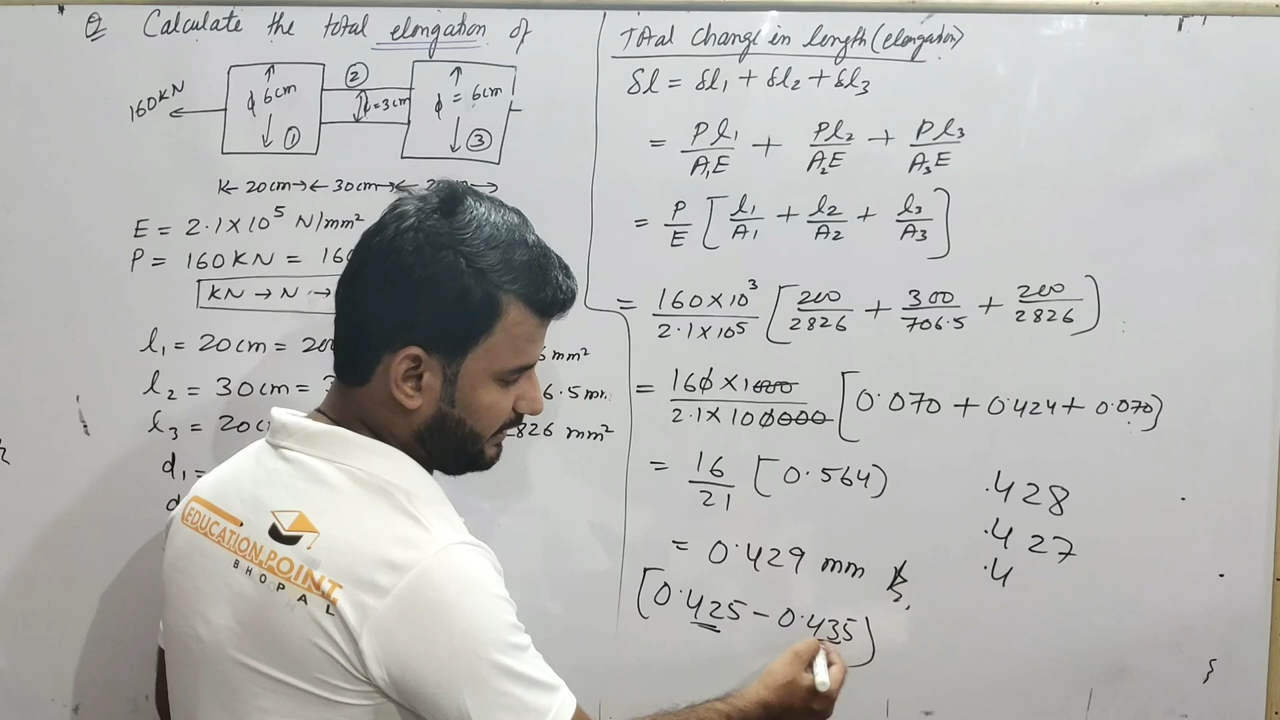 Q Calculate the total elongation of
160KN
ϕ 6cm
①
②
ϕ=3cm
ϕ = 6cm
③
20cm 30cm
E = 2.1×10⁵ N/mm²
P = 160KN = 160
KN → N →
l₁ = 20cm = 200
mm²
l₂ = 30cm =
6.5 mm
l₃ = 20c
2826 mm²
d₁ =
d
Total change in length (elongation)
δl = δl₁ + δl₂ + δl₃
= Pl₁/A₁E + Pl₂/A₂E + Pl₃/A₃E
= P/E [l₁/A₁ + l₂/A₂ + l₃/A₃]
= 160×10³/2.1×10⁵ [200/2826 + 300/706.5 + 200/2826]
= 160×1000/2.1×100000 [0.070 + 0.424 + 0.070]
= 16/21 [0.564)
= 0.429 mm
[0.425 – 0.435)
.428
.427
.4
EDUCATION POINT
BHOPAL